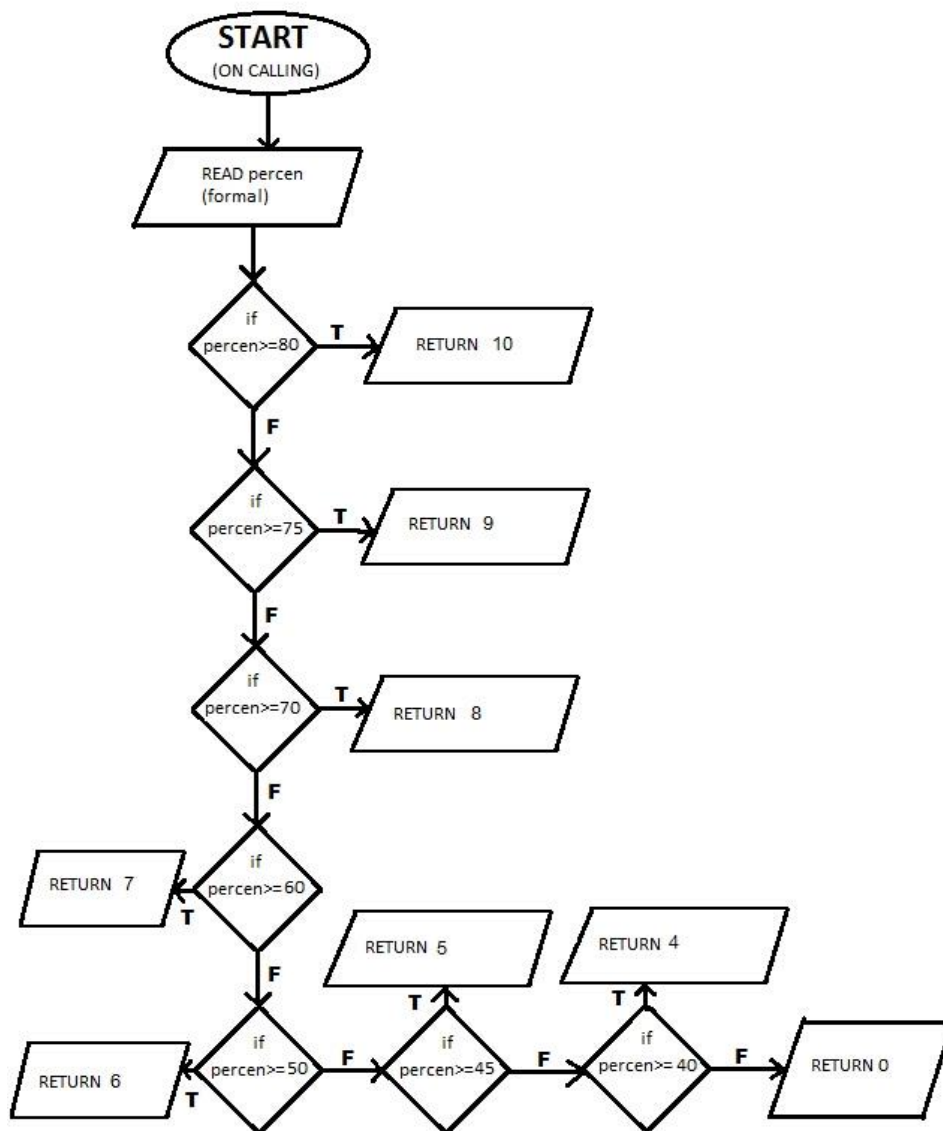 START
(ON CALLING)
READ percen
(formal)
if
percen>=80
T
RETURN 10
F
if
percen>=75
T
RETURN 9
F
if
percen>=70
T
RETURN 8
F
if
percen>=60
T
RETURN 7
F
if
percen>=50
T
RETURN 6
F
if
percen>=45
T
RETURN 5
F
if
percen>= 40
T
RETURN 4
F
RETURN 0